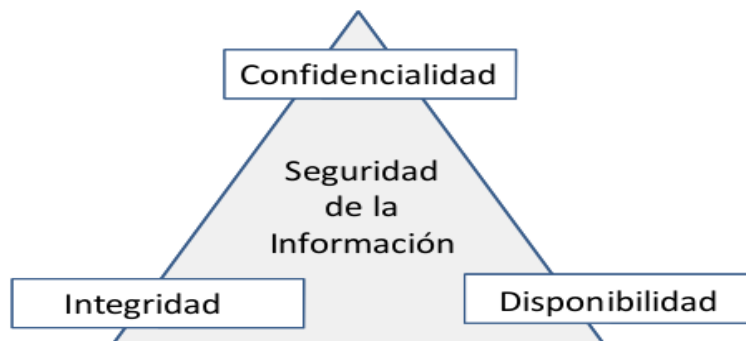 Confidencialidad
Seguridad
de la
Información
Integridad
Disponibilidad